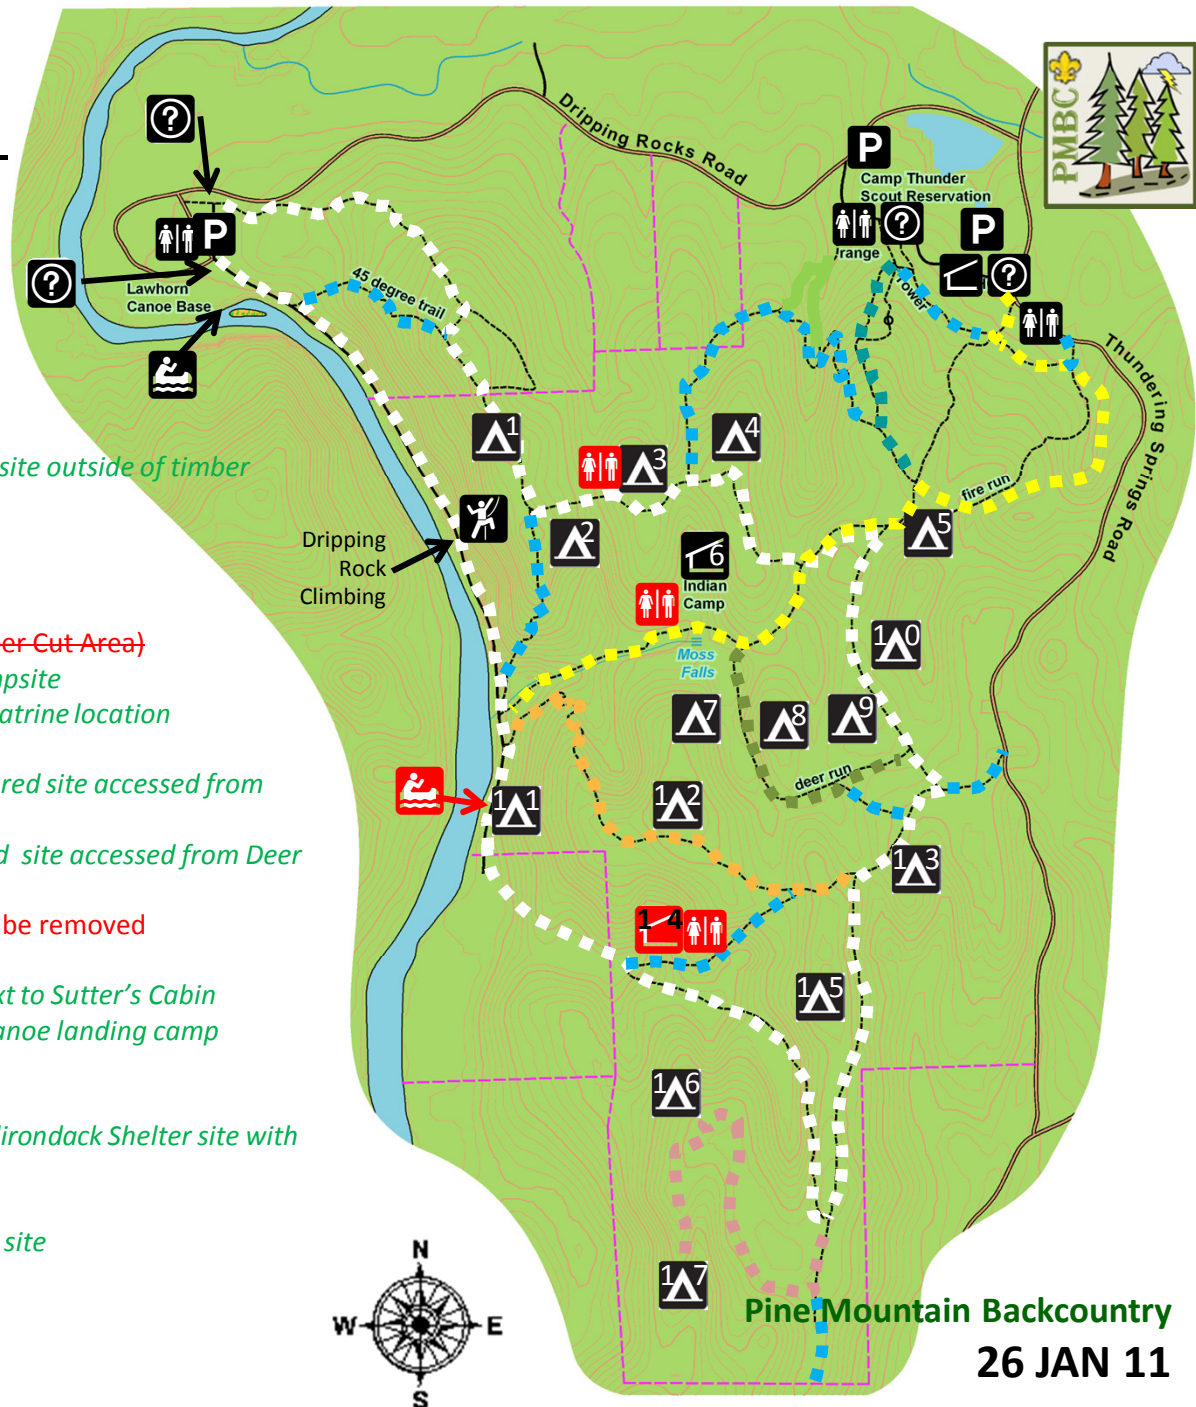 PMBC
?
Dripping Rocks Road
P
Camp Thunder
Scout Reservation
?
P
range
?
P
?
Lawhorn
Canoe Base
45 degree trail
Tower
Thundering Springs Road
1
4
site outside of timber
3
fire run
5
2
Dripping
Rock
Climbing
6
Indian
Camp
er Cut Area)
10
Moss
Falls
mpsite
atrine location
7
8
9
deer run
ared site accessed from
11
12
d site accessed from Deer
13
be removed
14
xt to Sutter's Cabin
15
anoe landing camp
16
dirondack Shelter site with
site
17
N
W
E
S
Pine Mountain Backcountry
26 JAN 11